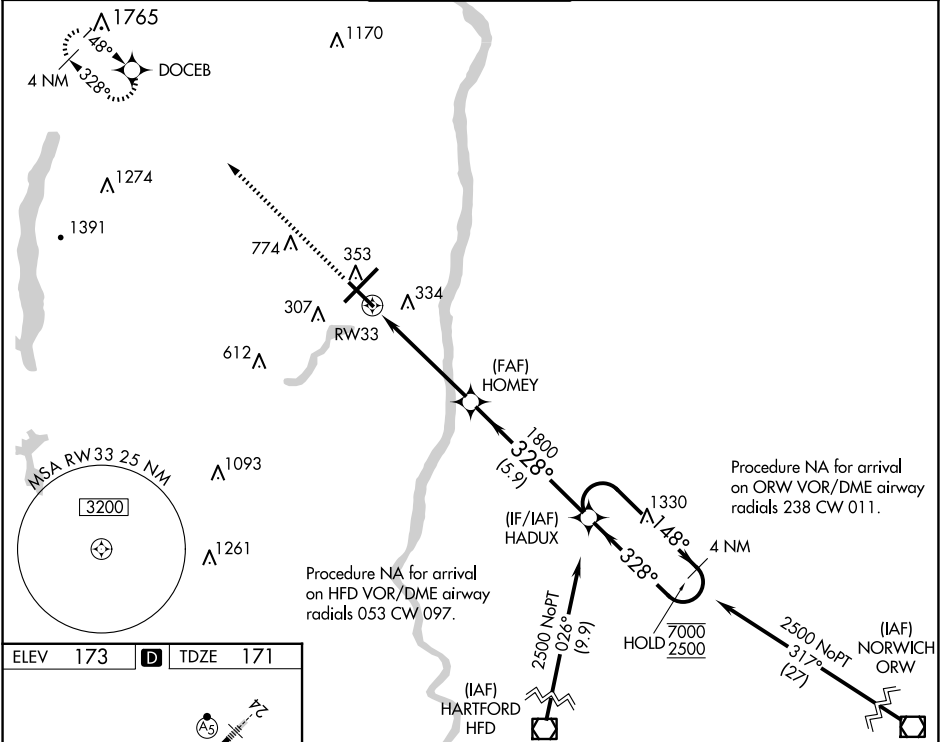 1765
148°
4 NM
328°
DOCEB
1170
1274
1391
774
353
334
307
RW33
612
(FAF)
HOMEY
1800
328°
(5.9)
MSA RW33 25 NM
3200
1093
1261
Procedure NA for arrival
on ORW VOR/DME airway
radials 238 CW 011.
(IF/IAF)
HADUX
1330
148°
4 NM
328°
HOLD 7000
2500
Procedure NA for arrival
on HFD VOR/DME airway
radials 053 CW 097.
2500 NoPT
026°
(9.9)
2500 NoPT
317°
(27)
(IAF)
NORWICH
ORW
(IAF)
HARTFORD
HFD
ELEV 173 D TDZE 171
A5
24